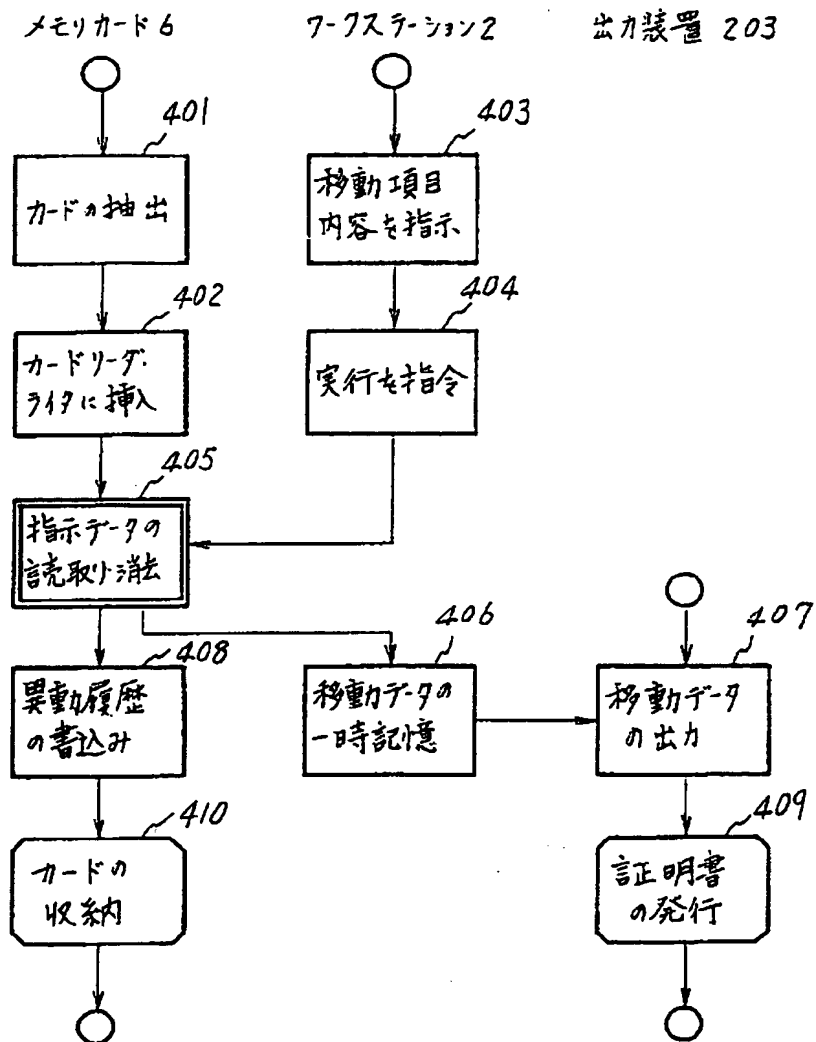 メモリカード6
ワークステーション2
出力装置 203
401
カードの抽出
403
移動項目
内容を指示
402
カードリーダ・
ライタに挿入
404
実行を指令
405
指示データの
読取り・消去
406
移動データの
一時記憶
407
移動データ
の出力
408
異動履歴
の書込み
410
カードの
収納
409
証明書
の発行